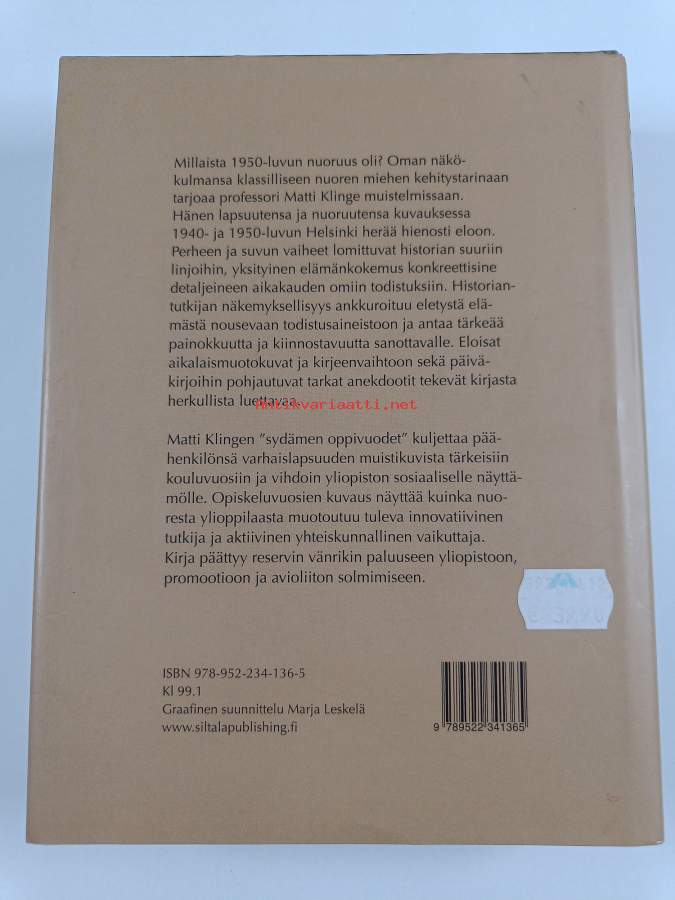 Millaista 1950-luvun nuoruus oli? Oman näkö-
kulmansa klassilliseen nuoren miehen kehitystarinaan
tarjoaa professori Matti Klinge muistelmissaan.
Hänen lapsuutensa ja nuoruutensa kuvauksessa
1940- ja 1950-luvun Helsinki herää hienosti eloon.
Perheen ja suvun vaiheet lomittuvat historian suuriin
linjoihin, yksityinen elämänkokemus konkreettisine
detaljeineen aikakauden omiin todistuksiin. Historian-
tutkijan näkemyksellisyys ankkuroituu eletystä elä-
mästä nousevaan todistusaineistoon ja antaa tärkeää
painokkuutta ja kiinnostavuutta sanottavalle. Eloisat
aikalaismuotokuvat ja kirjeenvaihtoon sekä päivä-
kirjoihin pohjautuvat tarkat anekdootit tekevät kirjasta
herkullista luettavaa.
Antikvariaatti.net
Matti Klingen ”sydämen oppivuodet” kuljettaa pää-
henkilönsä varhaislapsuuden muistikuvista tärkeisiin
kouluvuosiin ja vihdoin yliopiston sosiaaliselle näyttä-
mölle. Opiskeluvuosien kuvaus näyttää kuinka nuo-
resta ylioppilaasta muotoutuu tuleva innovatiivinen
tutkija ja aktiivinen yhteiskunnallinen vaikuttaja.
Kirja päättyy reservin vänrikin paluuseen yliopistoon,
promootioon ja avioliiton solmimiseen.
ISBN 978-952-234-136-5
Kl 99.1
Graafinen suunnittelu Marja Leskelä
www.siltalapublishing.fi
9 789522 341365